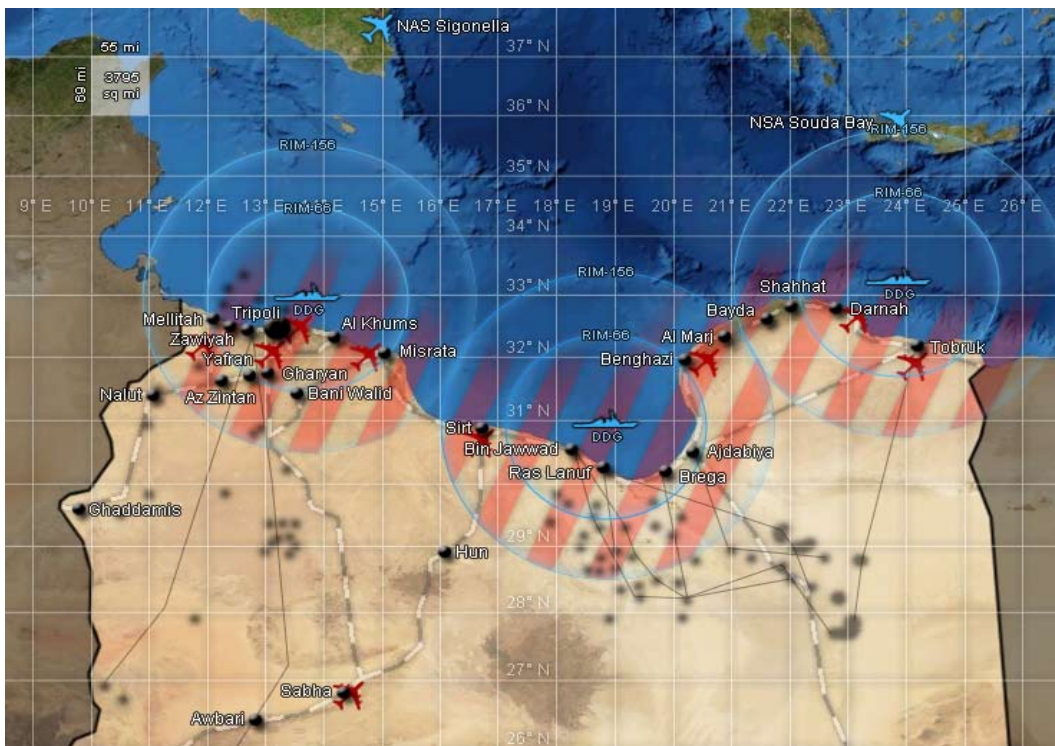 NAS Sigonella
37° N
55 mi
69 mi
3795
sq mi
36° N
NSA Souda Bay
RIM-156
RIM-156
35° N
RIM-66
RIM-66
9° E
10° E
11° E
12° E
13° E
14° E
15° E
16° E
17° E
18° E
19° E
20° E
21° E
22° E
23° E
24° E
25° E
26° E
34° N
RIM-156
33° N
DDG
DDG
Shahhat
Mellitah
Tripoli
Al Khums
Bayda
Darnah
Zawiyah
Al Marj
RIM-66
Tobruk
Yafran
Misrata
32° N
Benghazi
Gharyan
Nalut
Az Zintan
Bani Walid
31° N
DDG
Sirt
Bin Jawwad
Ajdabiya
Ras Lanuf
Brega
Ghaddamis
29° N
Hun
28° N
27° N
Sabha
Awbari
26° N